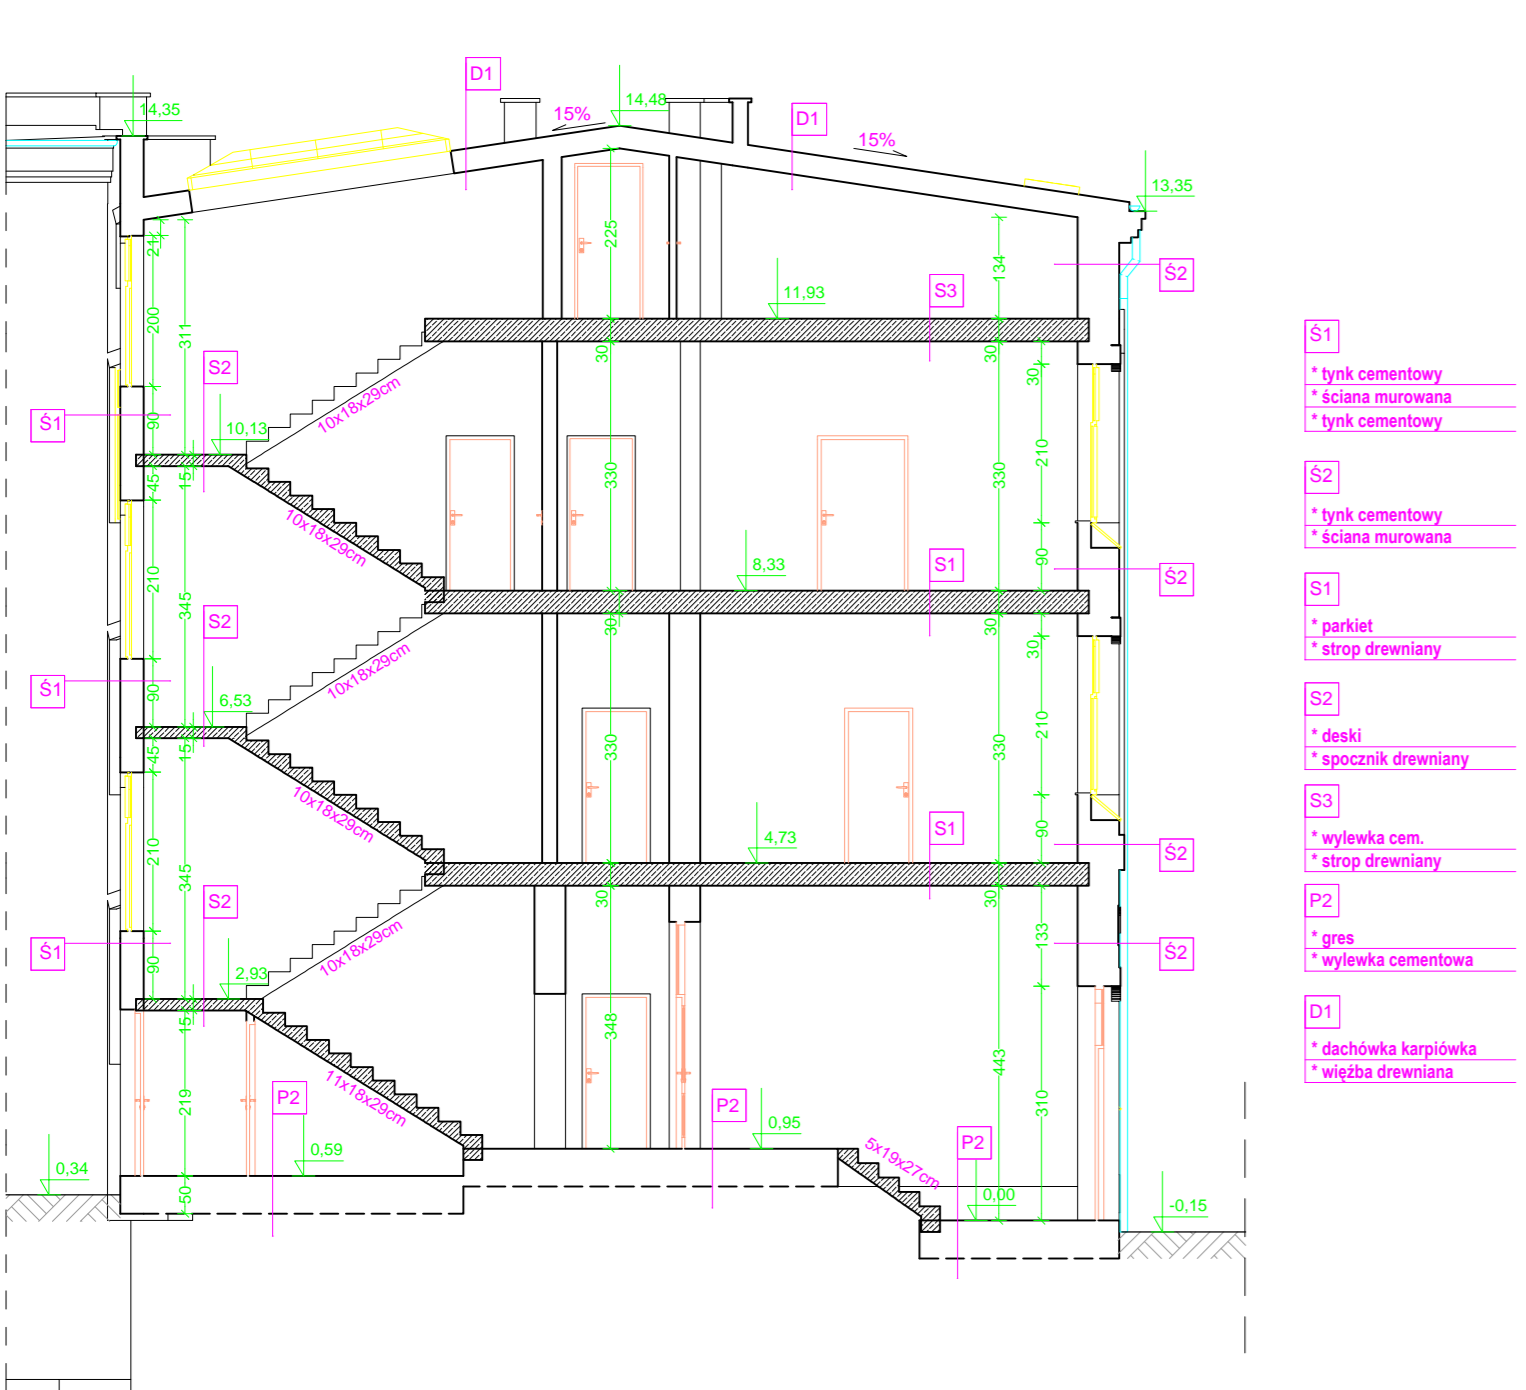 D1
14,35
14,48
15%
D1
15%
13,35
21
225
134
Ś2
11,93
S3
200
311
30
30
30
S2
10x18x29cm
Ś1
90
10,13
Ś1
* tynk cementowy
* ściana murowana
* tynk cementowy
45
15
330
330
210
10x18x29cm
Ś2
* tynk cementowy
* ściana murowana
210
345
8,33
S1
90
Ś2
S2
30
30
30
10x18x29cm
S1
* parkiet
* strop drewniany
Ś1
90
6,53
45
15
330
330
210
S2
* deski
* spocznik drewniany
10x18x29cm
210
345
4,73
S1
90
Ś2
S3
* wylewka cem.
* strop drewniany
S2
30
30
133
10x18x29cm
Ś1
90
2,93
Ś2
P2
* gres
* wylewka cementowa
15
348
443
D1
* dachówka karpiówka
* więźba drewniana
219
11x18x29cm
P2
P2
310
0,59
0,95
5x19x27cm
P2
0,34
50
0,00
-0,15